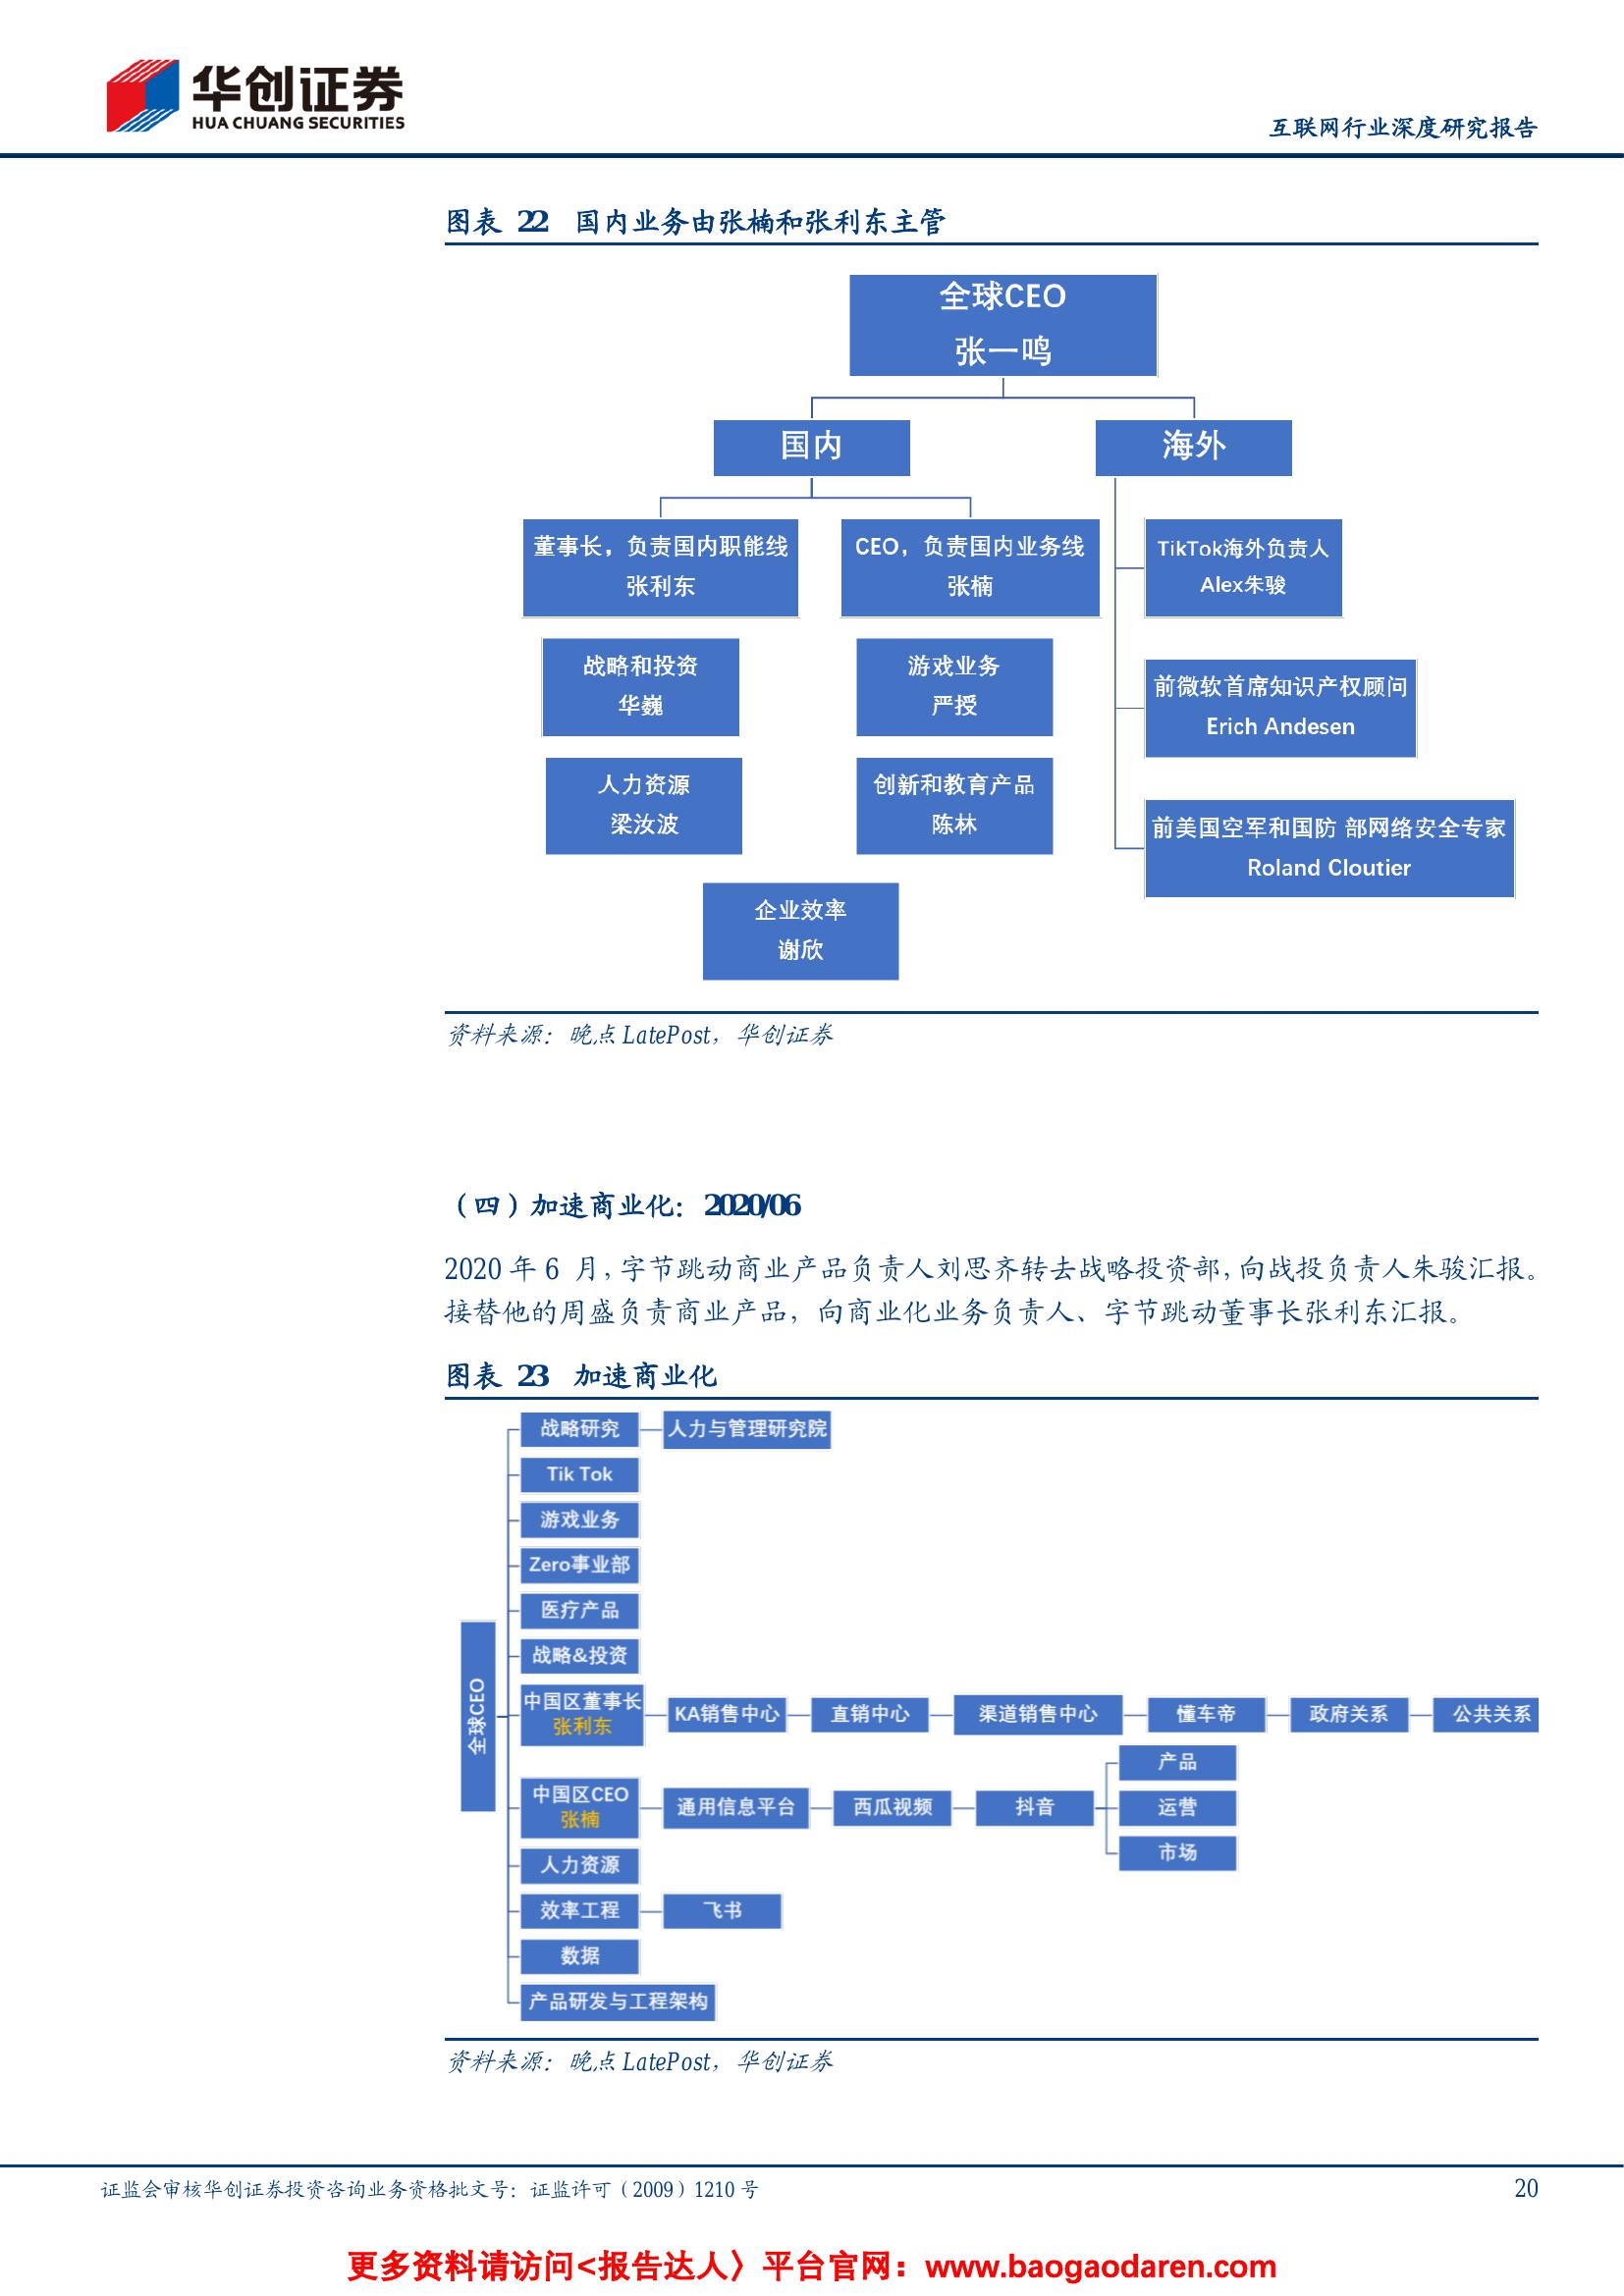 华创证券
HUA CHUANG SECURITIES
互联网行业深度研究报告
图表 22 国内业务由张楠和张利东主管
全球CEO
张一鸣
国内
海外
董事长，负责国内职能线
张利东
CEO，负责国内业务线
张楠
TikTok海外负责人
Alex朱骏
战略和投资
华巍
游戏业务
严授
前微软首席知识产权顾问
Erich Andesen
人力资源
梁汝波
创新和教育产品
陈林
前美国空军和国防 部网络安全专家
Roland Cloutier
企业效率
谢欣
资料来源：晚点 LatePost，华创证券
（四）加速商业化：2020/06
2020 年 6 月，字节跳动商业产品负责人刘思齐转去战略投资部，向战投负责人朱骏汇报。
接替他的周盛负责商业产品，向商业化业务负责人、字节跳动董事长张利东汇报。
图表 23 加速商业化
全球CEO
战略研究
人力与管理研究院
Tik Tok
游戏业务
Zero事业部
医疗产品
战略&投资
中国区董事长
张利东
KA销售中心
直销中心
渠道销售中心
懂车帝
政府关系
公共关系
中国区CEO
张楠
通用信息平台
西瓜视频
抖音
产品
运营
市场
人力资源
效率工程
飞书
数据
产品研发与工程架构
资料来源：晚点 LatePost，华创证券
证监会审核华创证券投资咨询业务资格批文号：证监许可（2009）1210 号
20
更多资料请访问<报告达人〉平台官网：www.baogaodaren.com